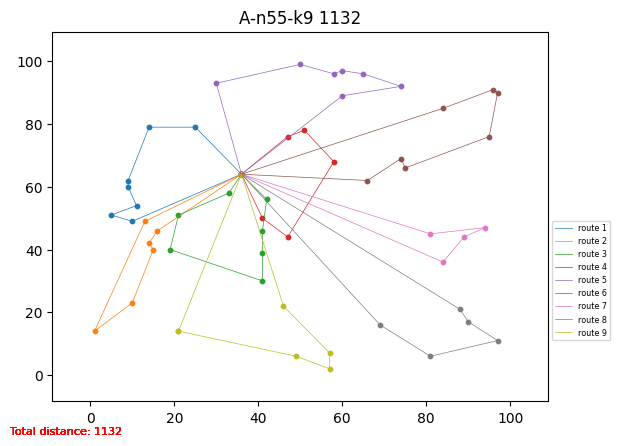 A-n55-k9 1132
100
80
60
40
20
0
0 20 40 60 80 100
route 1
route 2
route 3
route 4
route 5
route 6
route 7
route 8
route 9
Total distance: 1132